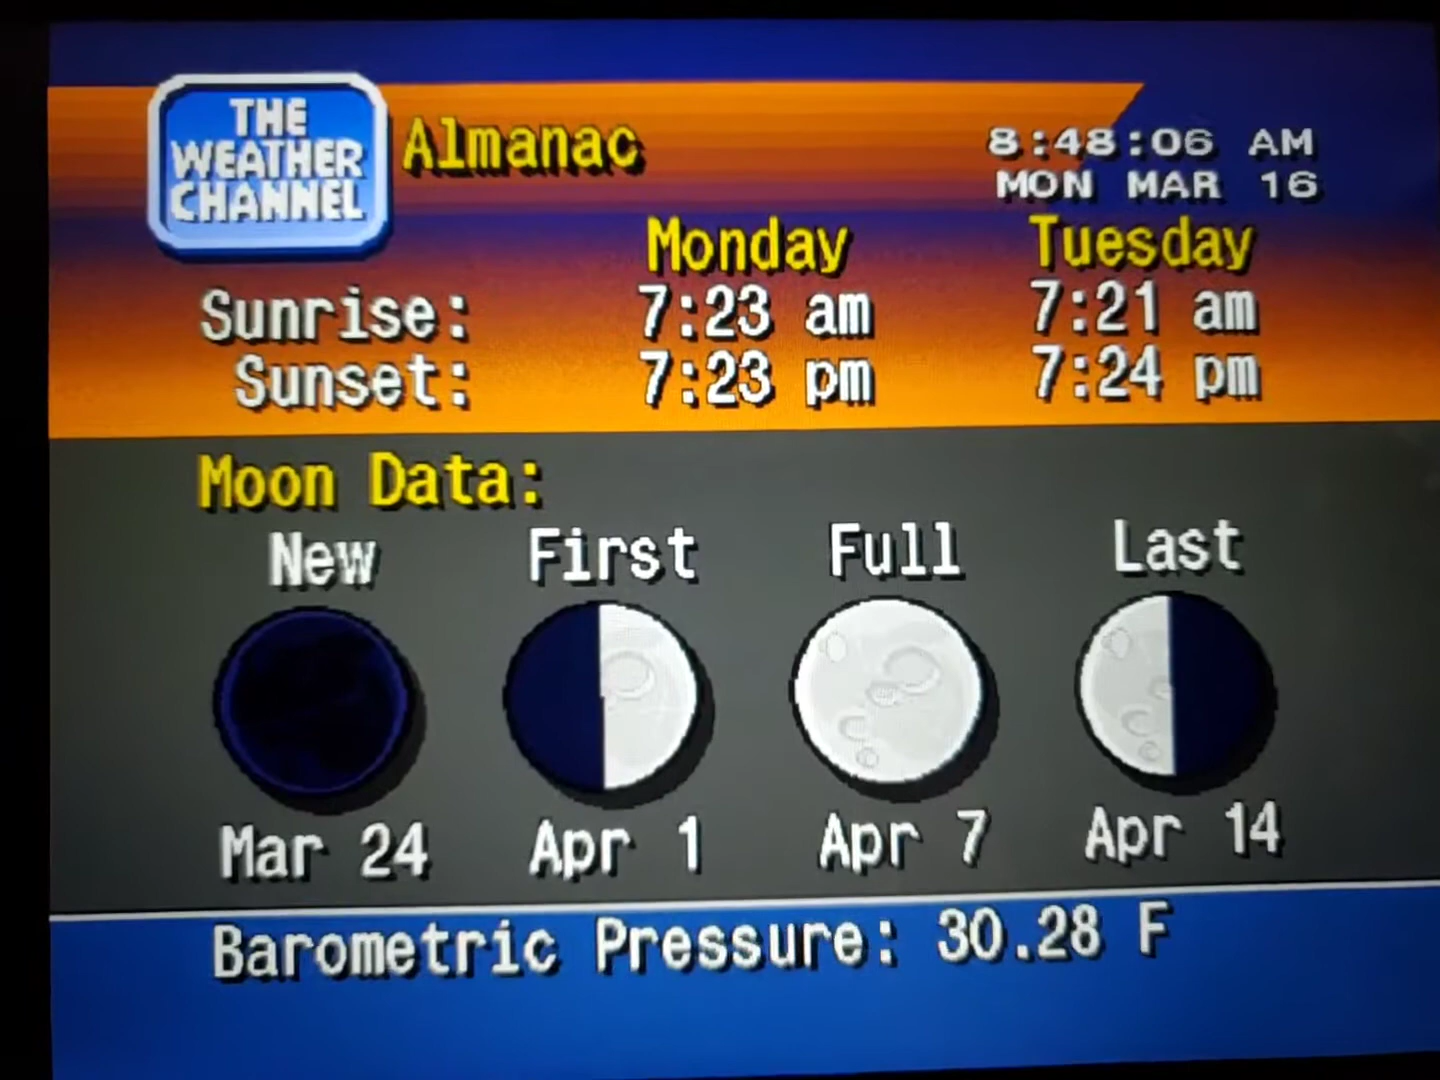 THE
WEATHER
CHANNEL
Almanac
8:48:06 AM
MON MAR 16
Monday Tuesday
Sunrise: 7:23 am 7:21 am
Sunset: 7:23 pm 7:24 pm
Moon Data:
New First Full Last
Mar 24 Apr 1 Apr 7 Apr 14
Barometric Pressure: 30.28 F